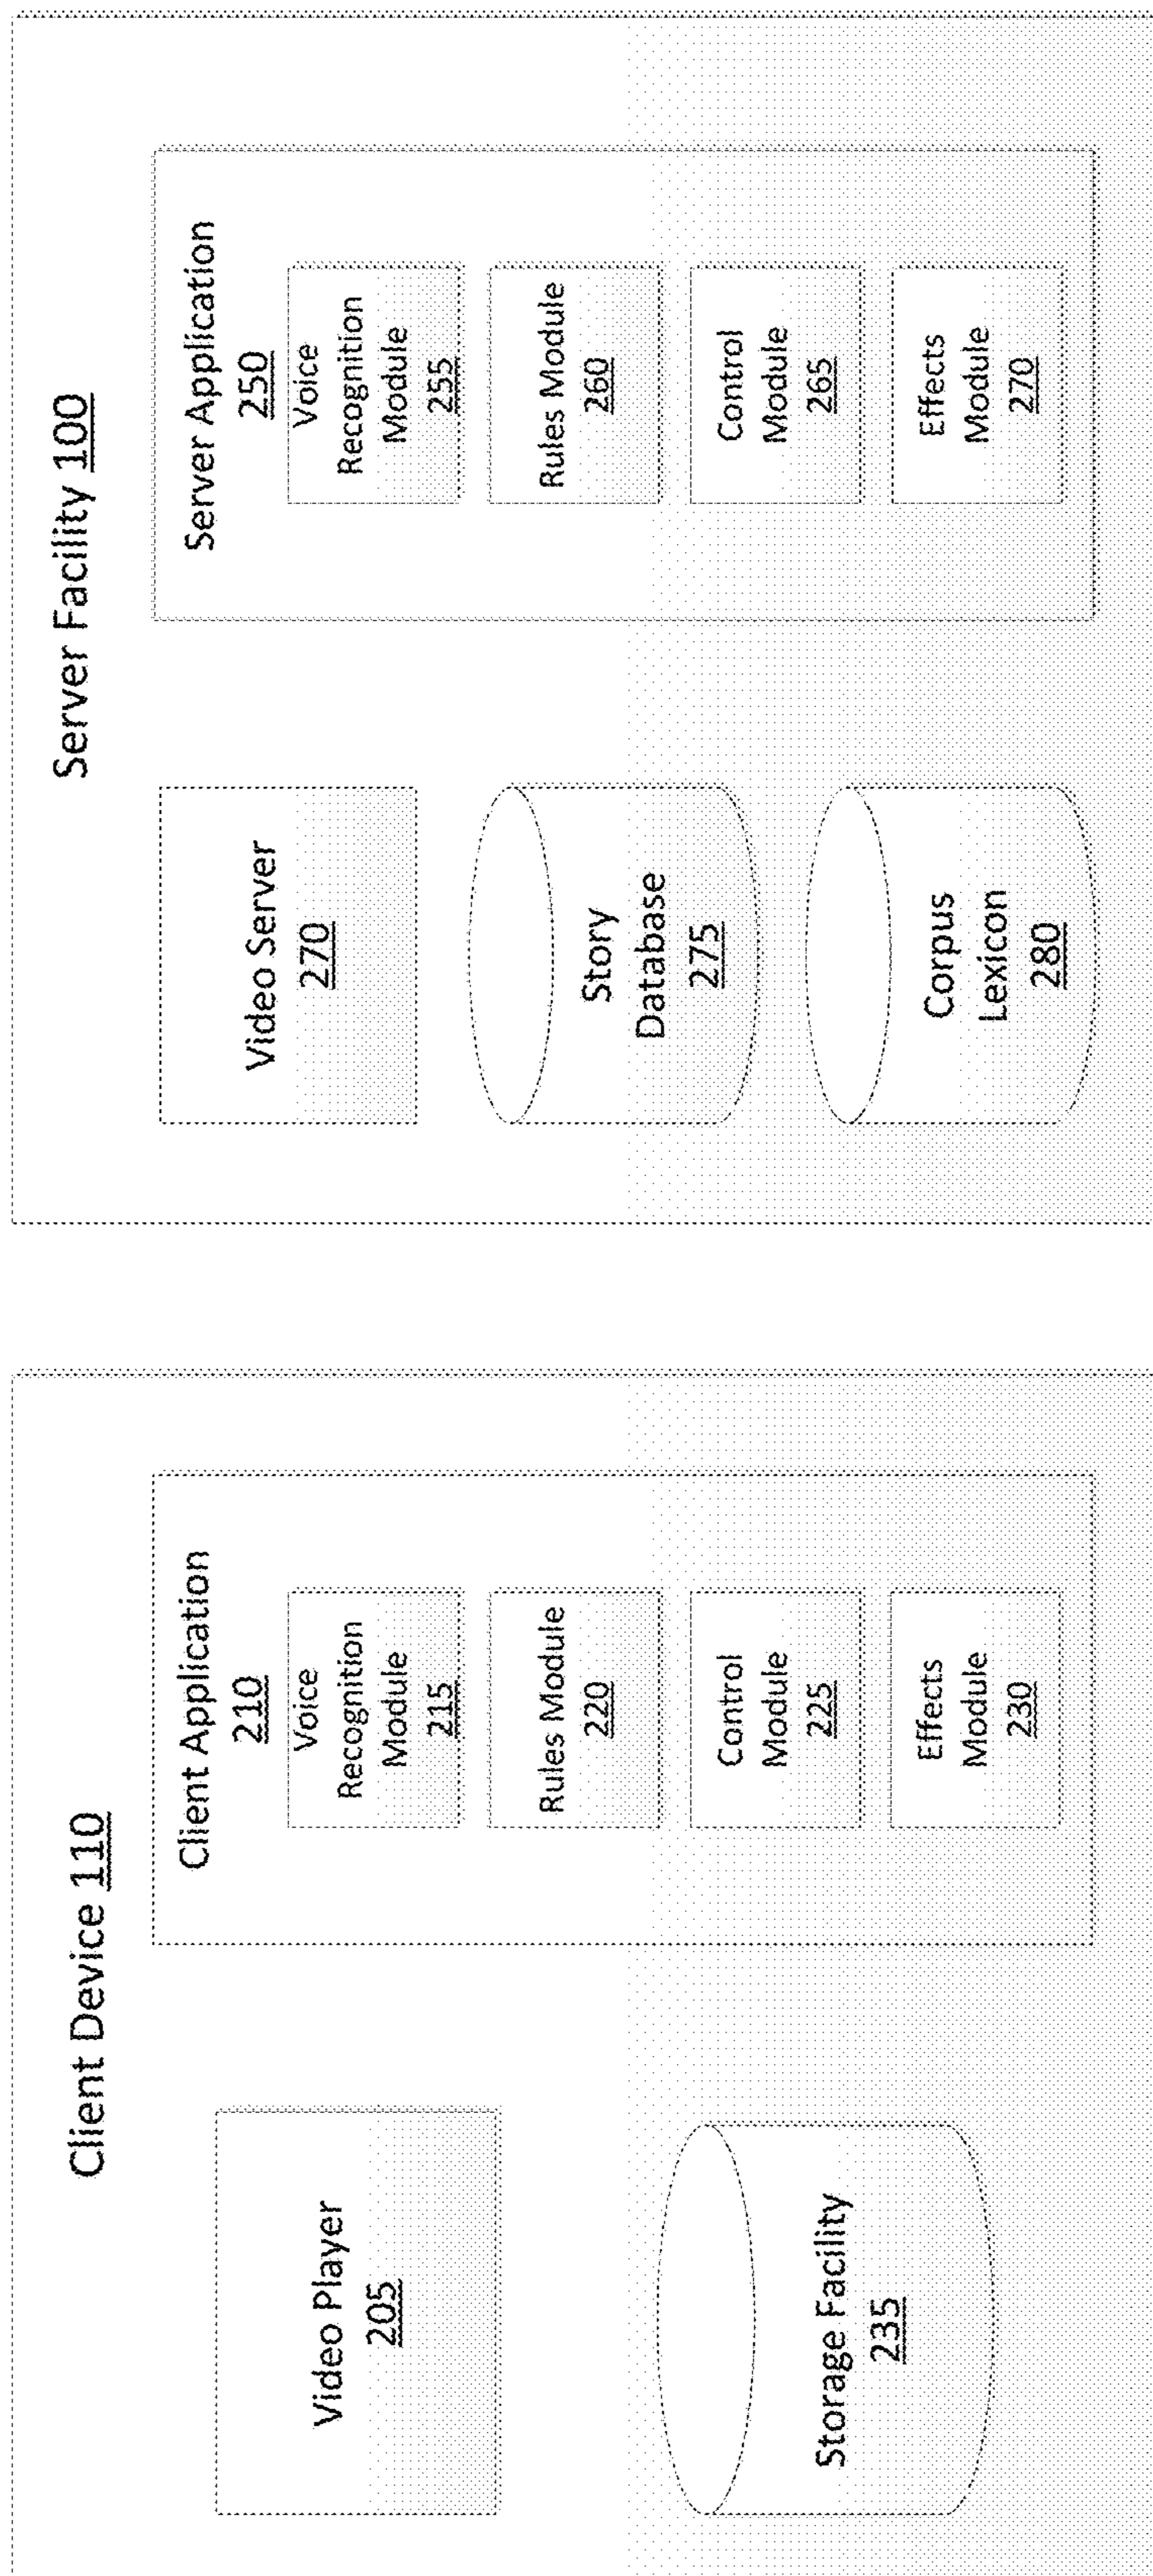 Client Device 110
Video Player
205
Storage Facility
235
Client Application
210
Voice
Recognition
Module
215
Rules Module
220
Control
Module
225
Effects
Module
230
Server Facility 100
Video Server
270
Story
Database
275
Corpus
Lexicon
280
Server Application
250
Voice
Recognition
Module
255
Rules Module
260
Control
Module
265
Effects
Module
270